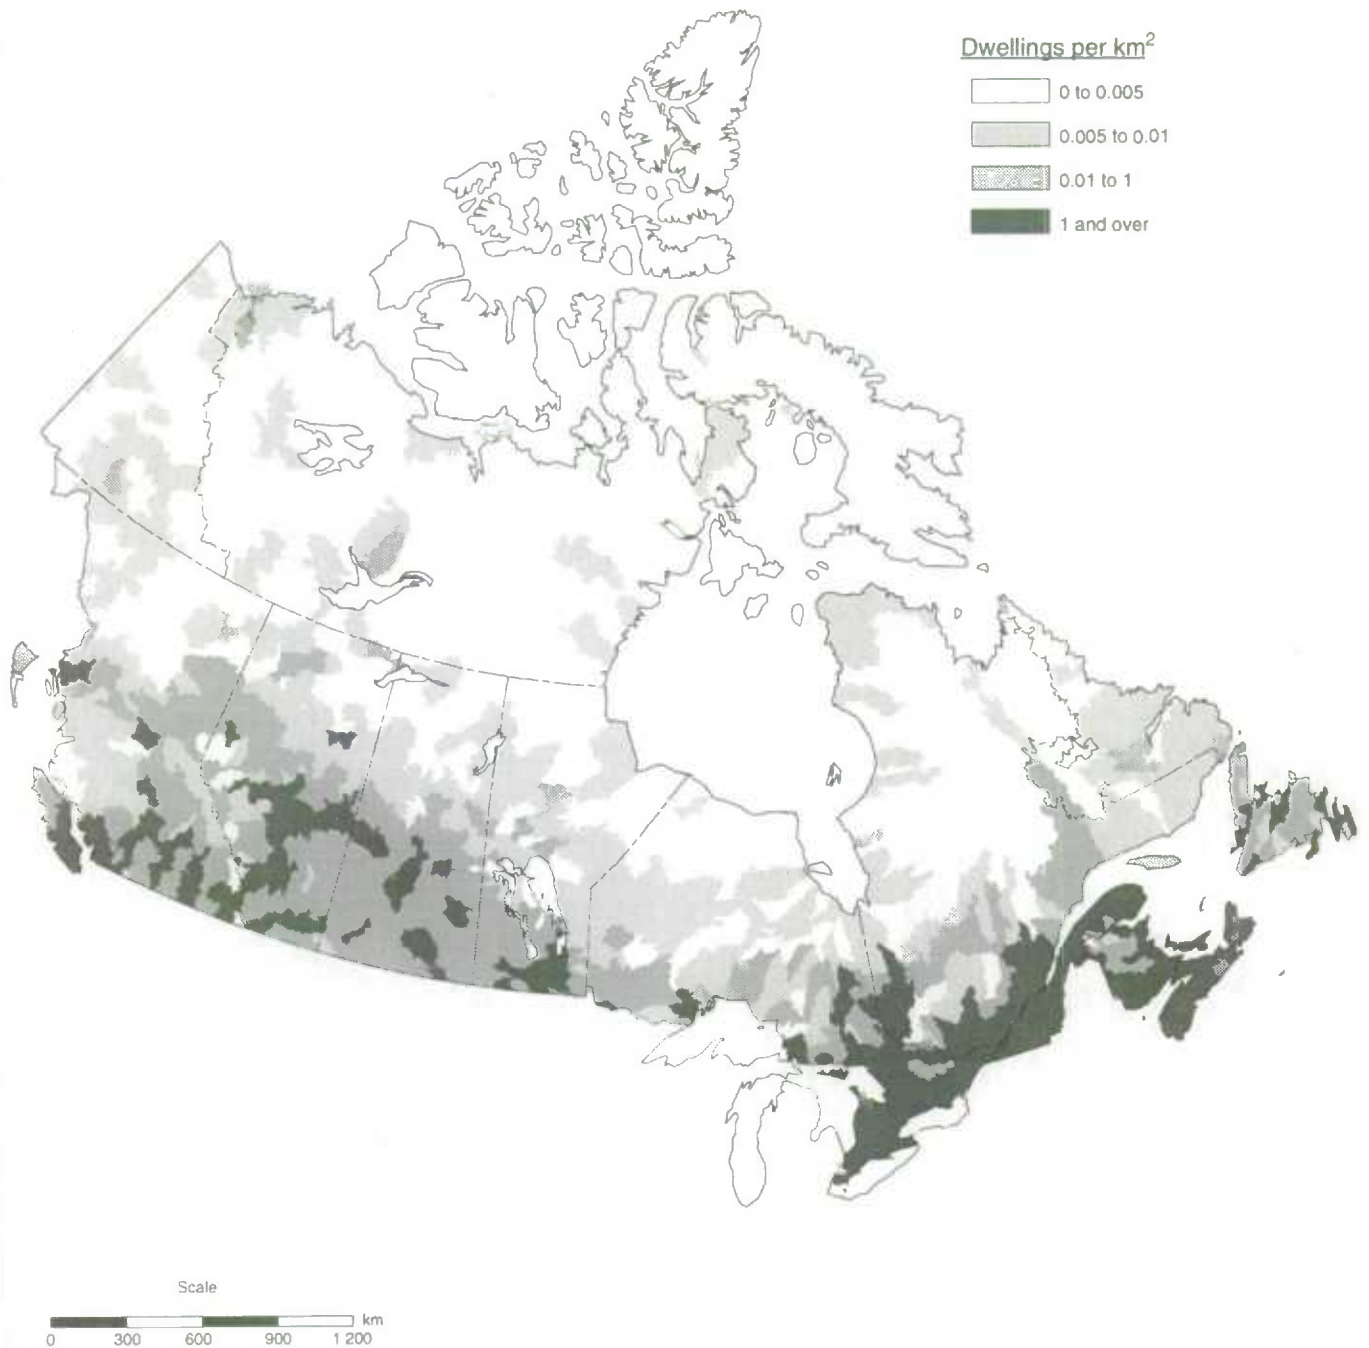 Dwellings per km²
0 to 0.005
0.005 to 0.01
0.01 to 1
1 and over
Scale
km
0 300 600 900 1 200